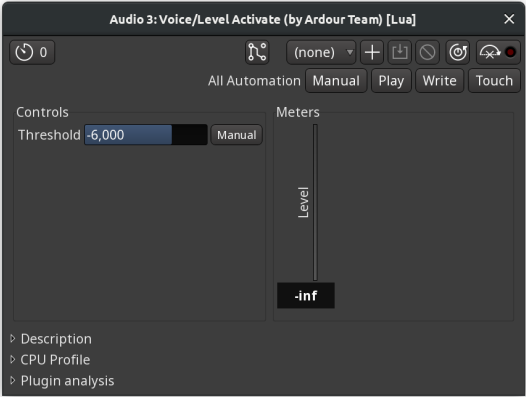 Audio 3: Voice/Level Activate (by Ardour Team) [Lua]
0 (none)
All Automation Manual Play Write Touch
Controls Meters
Threshold -6,000 Manual
Level
-inf
Description
CPU Profile
Plugin analysis